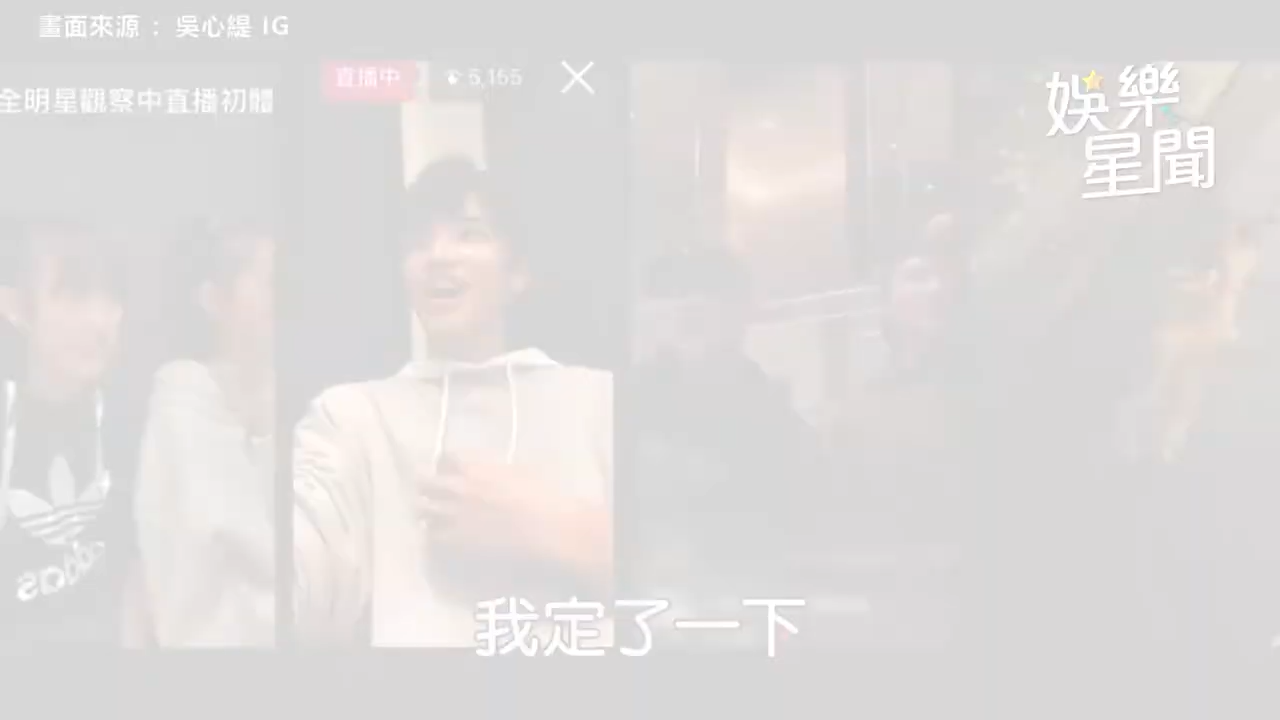 畫面來源： 吳心緹 IG
全明星觀察中直播初體
直播中 5,155
娛樂
星聞
adidas
我定了一下